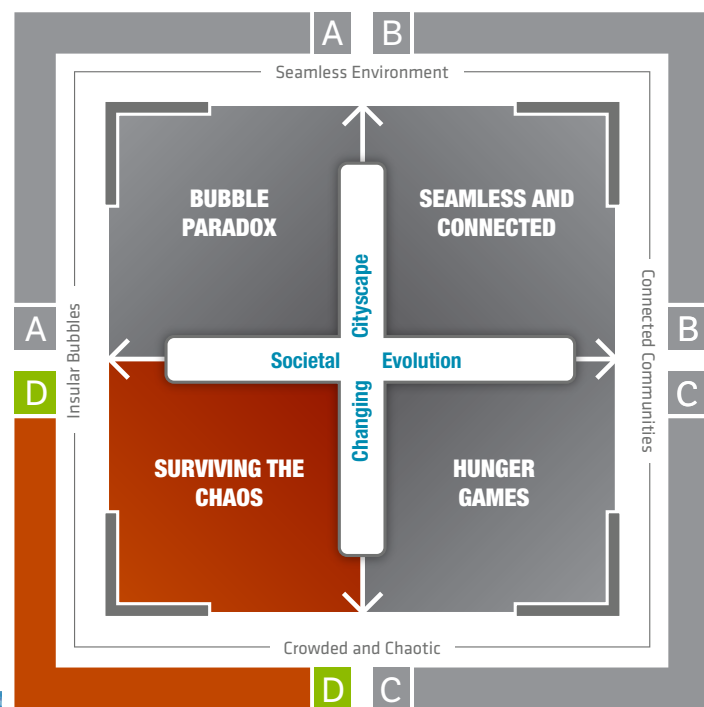 A B
Seamless Environment
BUBBLE
PARADOX
SEAMLESS AND
CONNECTED
Changing Cityscape
Societal Evolution
A
Insular Bubbles
D
B
Connected Communities
C
SURVIVING THE
CHAOS
HUNGER
GAMES
Crowded and Chaotic
D C